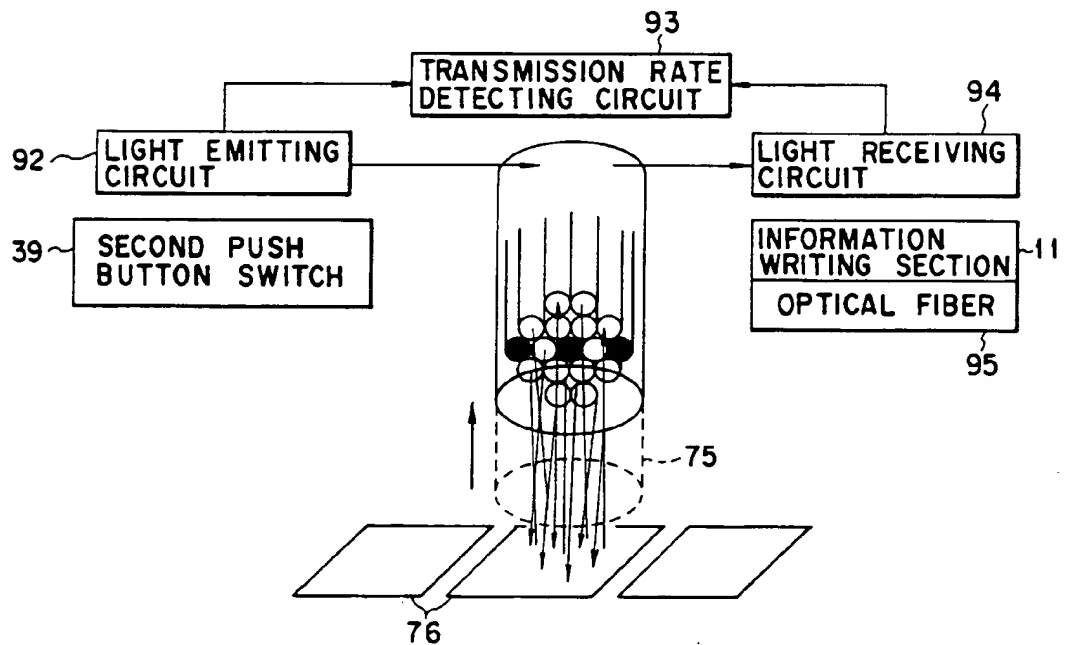 93
TRANSMISSION RATE
DETECTING CIRCUIT
94
92
LIGHT EMITTING
CIRCUIT
LIGHT RECEIVING
CIRCUIT
39
SECOND PUSH
BUTTON SWITCH
INFORMATION
WRITING SECTION
11
OPTICAL FIBER
95
75
76